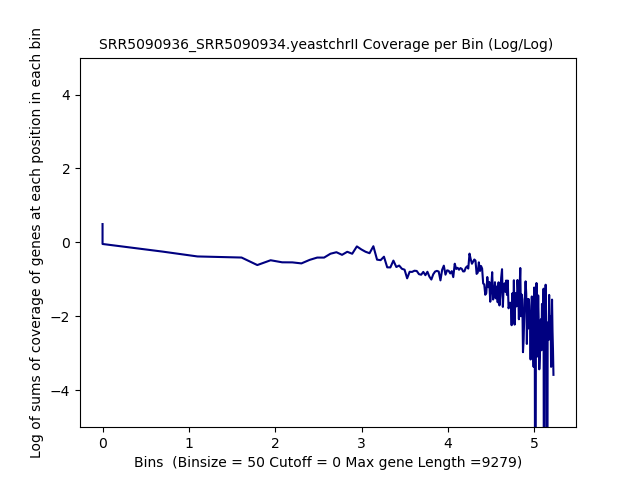 SRR5090936_SRR5090934.yeastchrII Coverage per Bin (Log/Log)
Log of sums of coverage of genes at each position in each bin
4
2
0
−2
−4
0 1 2 3 4 5
Bins  (Binsize = 50 Cutoff = 0 Max gene Length =9279)